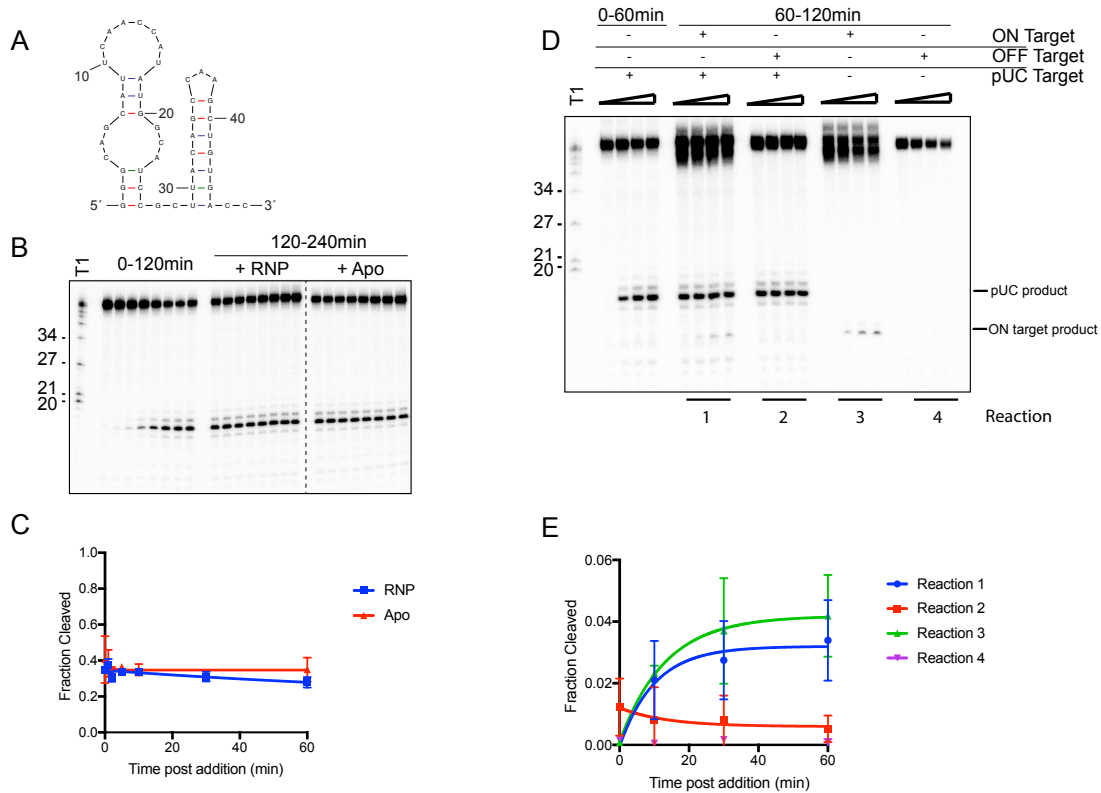 A
10
20
30
40
5´
3´
B
T1
0-120min
120-240min
+ RNP
+ Apo
34
27
21
20
C
Fraction Cleaved
1.0
0.8
0.6
0.4
0.2
0.0
0
20
40
60
Time post addition (min)
RNP
Apo
D
0-60min
60-120min
- + - + - ON Target
- - + - + OFF Target
+ + + - - pUC Target
T1
34
27
21
20
pUC product
ON target product
1 2 3 4 Reaction
E
Fraction Cleaved
0.06
0.04
0.02
0.00
0
20
40
60
Time post addition (min)
Reaction 1
Reaction 2
Reaction 3
Reaction 4